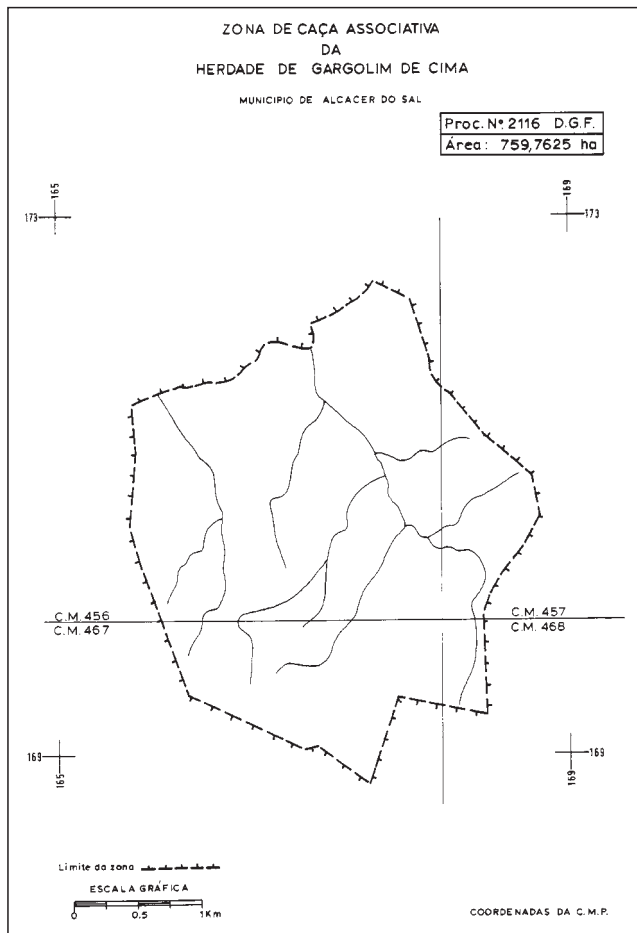 ZONA DE CAÇA ASSOCIATIVA
DA
HERDADE DE GARGOLIM DE CIMA
MUNICIPIO DE ALCACER DO SAL
Proc. Nº 2116 D.G.F.
Área: 759,7625 ha
165
169
173
173
C.M. 456
C.M. 457
C.M. 467
C.M. 468
169
169
165
169
Limite da zona
ESCALA GRÁFICA
0 0.5 1Km
COORDENADAS DA C.M.P.